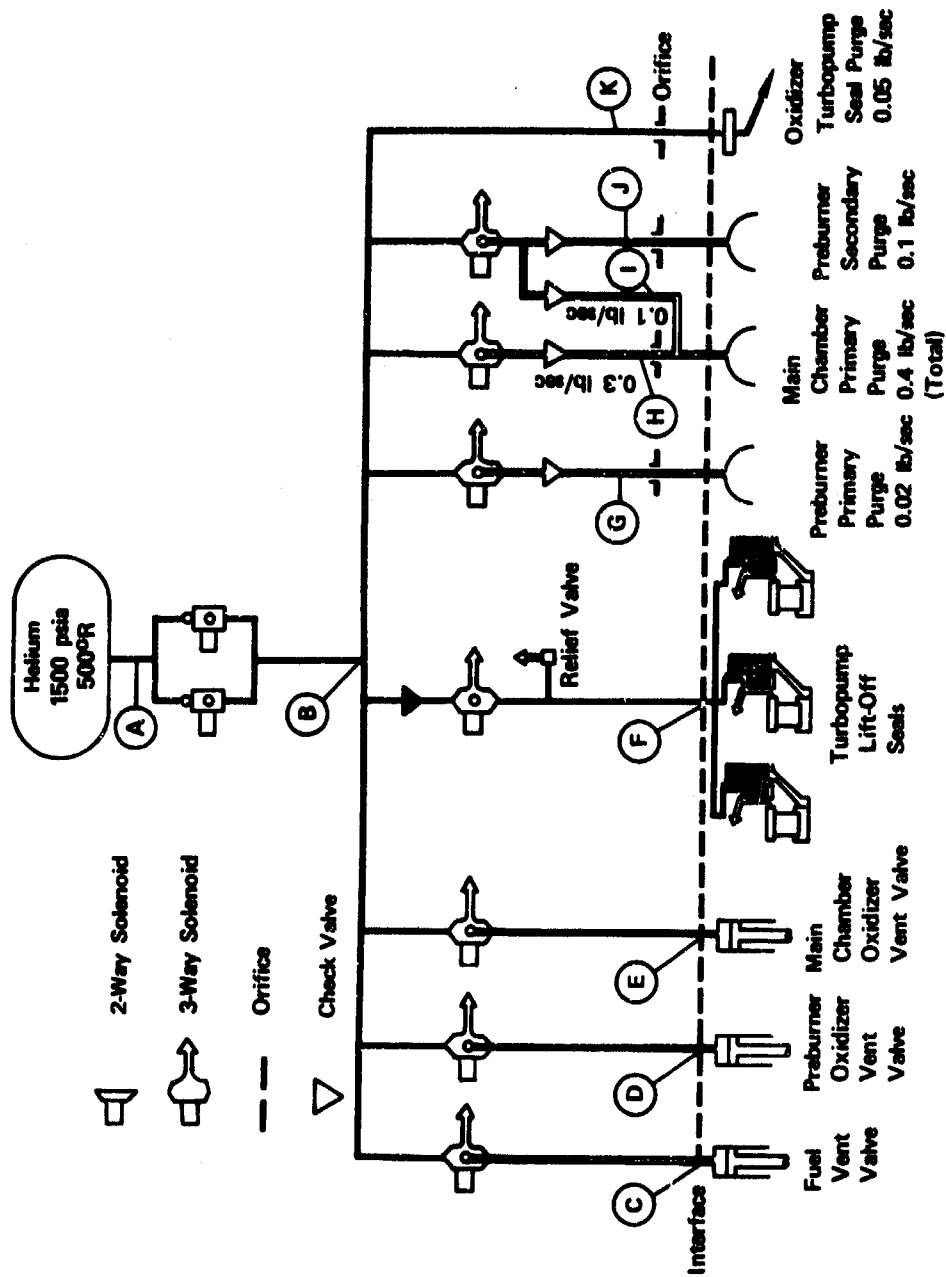 Helium
1500 psia
500ºR
A
B
2-Way Solenoid
3-Way Solenoid
Orifice
Check Valve
Relief Valve
0.3 lb/sec
0.1 lb/sec
Orifice
C
D
E
F
G
H
I
J
K
Interface
Fuel
Vent
Valve
Preburner
Oxidizer
Vent
Valve
Main
Chamber
Oxidizer
Vent Valve
Turbopump
Lift-Off
Seals
Preburner
Primary
Purge
0.02 lb/sec
Main
Chamber
Primary
Purge
0.4 lb/sec
(Total)
Preburner
Secondary
Purge
0.1 lb/sec
Oxidizer
Turbopump
Seal Purge
0.05 lb/sec